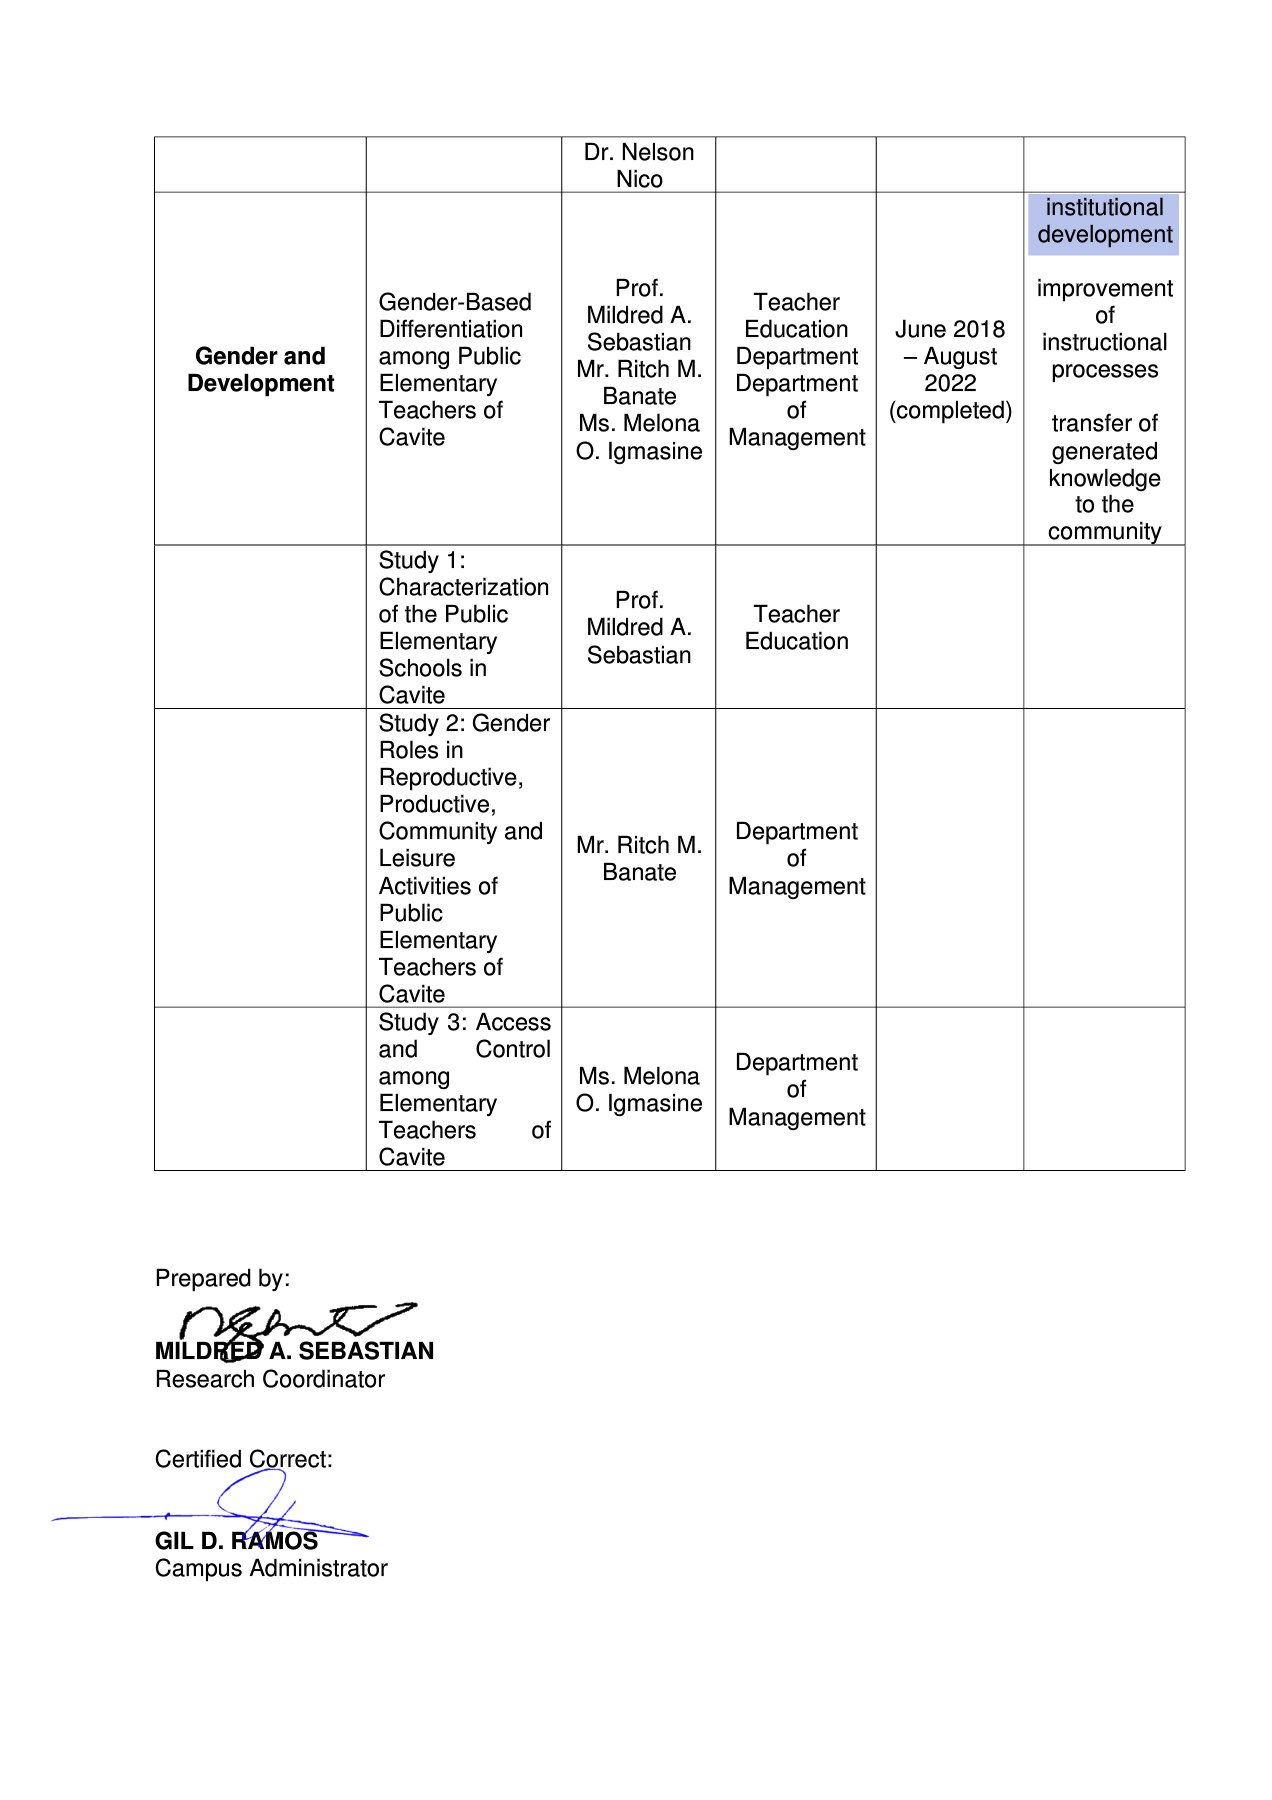 Dr. Nelson
Nico
Gender and
Development
Gender-Based
Differentiation
among Public
Elementary
Teachers of
Cavite
Prof.
Mildred A.
Sebastian
Mr. Ritch M.
Banate
Ms. Melona
O. Igmasine
Teacher
Education
Department
Department
of
Management
June 2018
– August
2022
(completed)
institutional
development
improvement
of
instructional
processes
transfer of
generated
knowledge
to the
community
Study 1:
Characterization
of the Public
Elementary
Schools in
Cavite
Prof.
Mildred A.
Sebastian
Teacher
Education
Study 2: Gender
Roles in
Reproductive,
Productive,
Community and
Leisure
Activities of
Public
Elementary
Teachers of
Cavite
Mr. Ritch M.
Banate
Department
of
Management
Study 3: Access
and Control
among
Elementary
Teachers of
Cavite
Ms. Melona
O. Igmasine
Department
of
Management
Prepared by:
MILDRED A. SEBASTIAN
Research Coordinator
Certified Correct:
GIL D. RAMOS
Campus Administrator